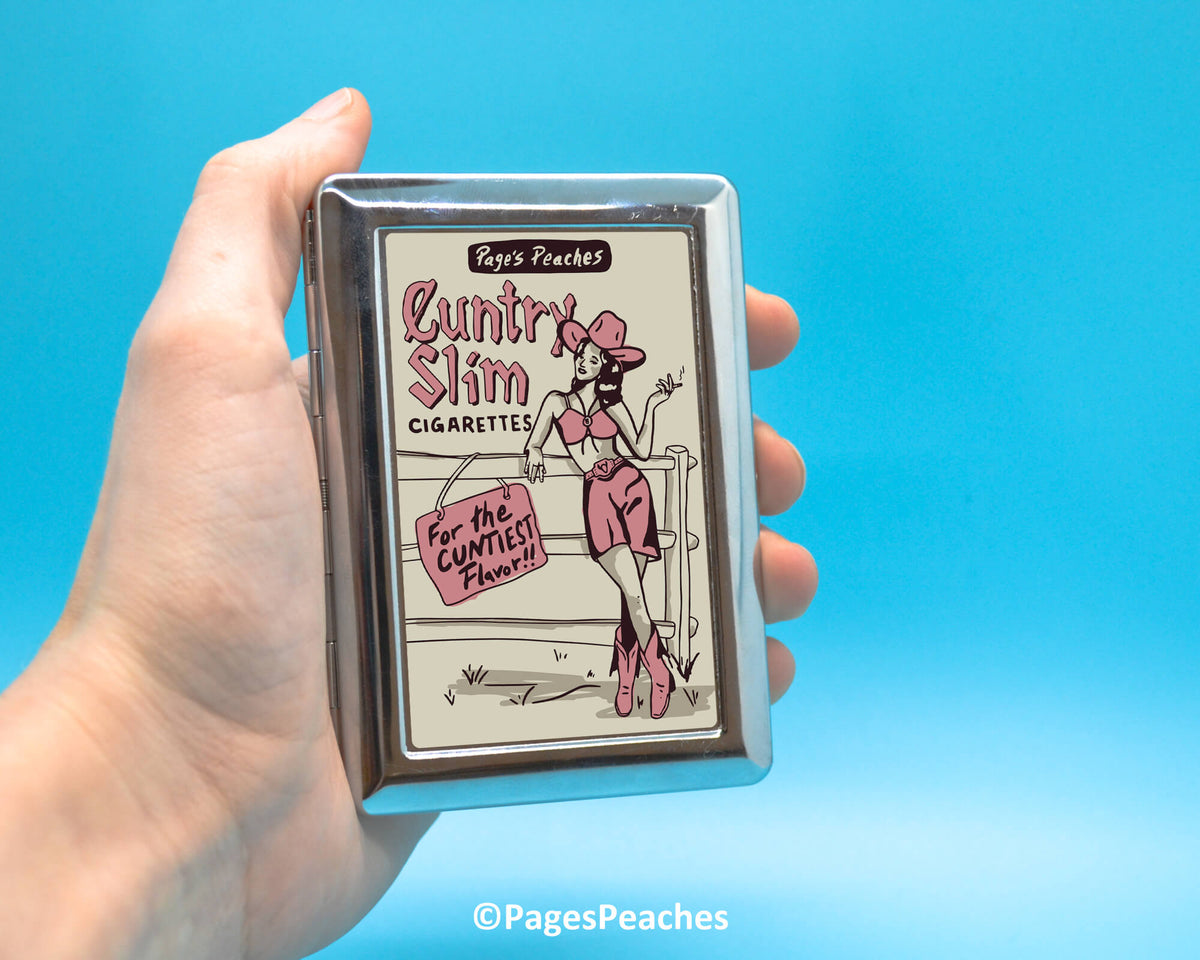 Page's Peaches
Cuntry
Slim
CIGARETTES
For the
CUNTIEST
Flavor!!
©PagesPeaches